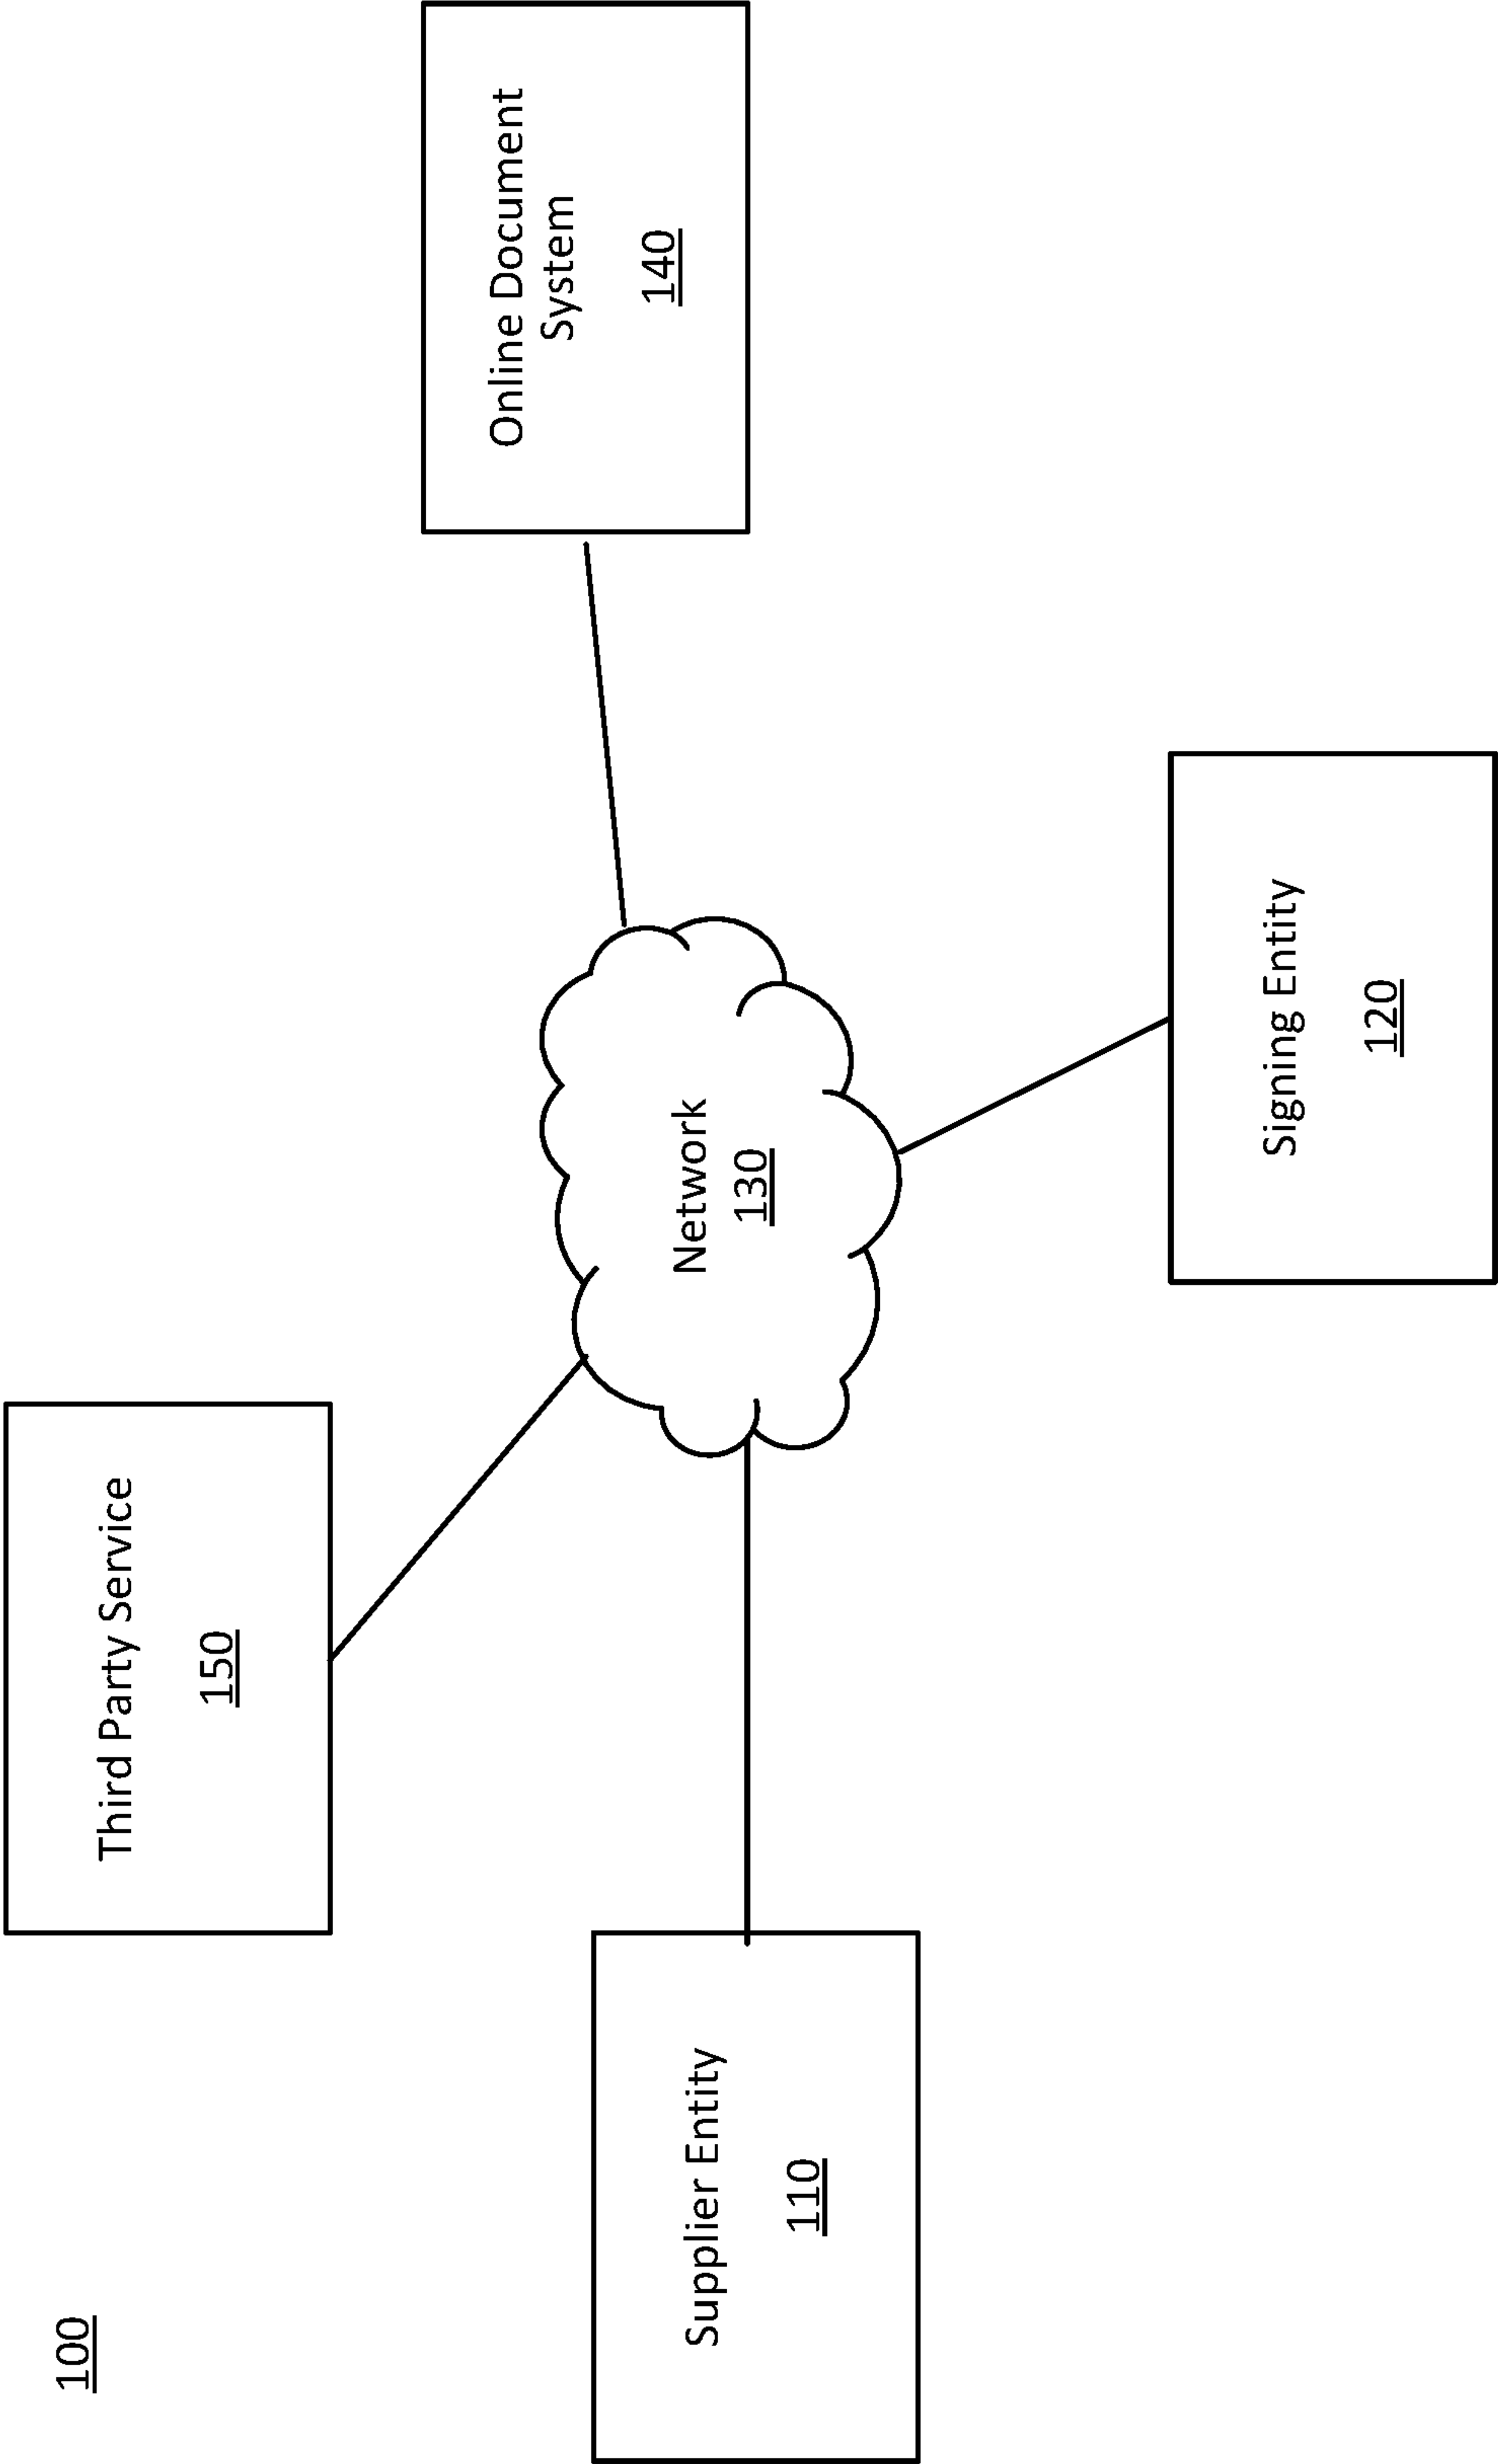 100
Third Party Service
150
Online Document
System
140
Network
130
Supplier Entity
110
Signing Entity
120